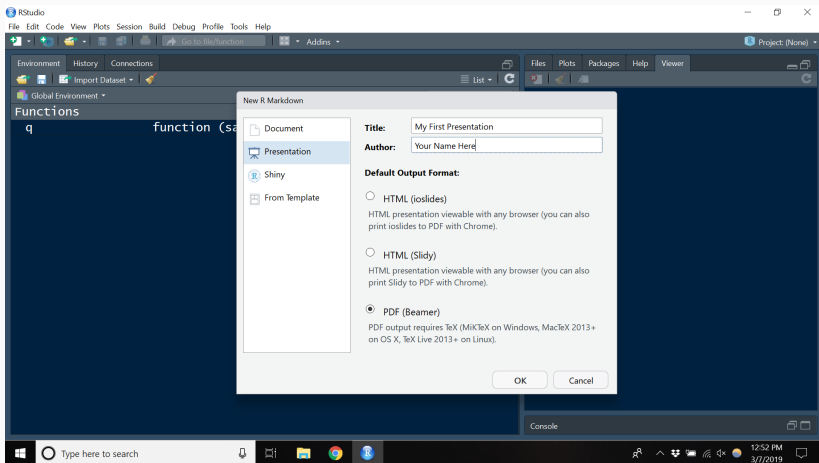 RStudio
File Edit Code View Plots Session Build Debug Profile Tools Help
Go to file/function Addins Project: (None)
Environment History Connections
Files Plots Packages Help Viewer
Import Dataset List
Global Environment
Functions
q function (sa
New R Markdown
Document
Presentation
Shiny
From Template
Title: My First Presentation
Author: Your Name Here
Default Output Format:
HTML (ioslides)
HTML presentation viewable with any browser (you can also
print ioslides to PDF with Chrome).
HTML (Slidy)
HTML presentation viewable with any browser (you can also
print Slidy to PDF with Chrome).
PDF (Beamer)
PDF output requires TeX (MiKTeX on Windows, MacTeX 2013+
on OS X, TeX Live 2013+ on Linux).
OK Cancel
Console
Type here to search
12:52 PM
3/7/2019